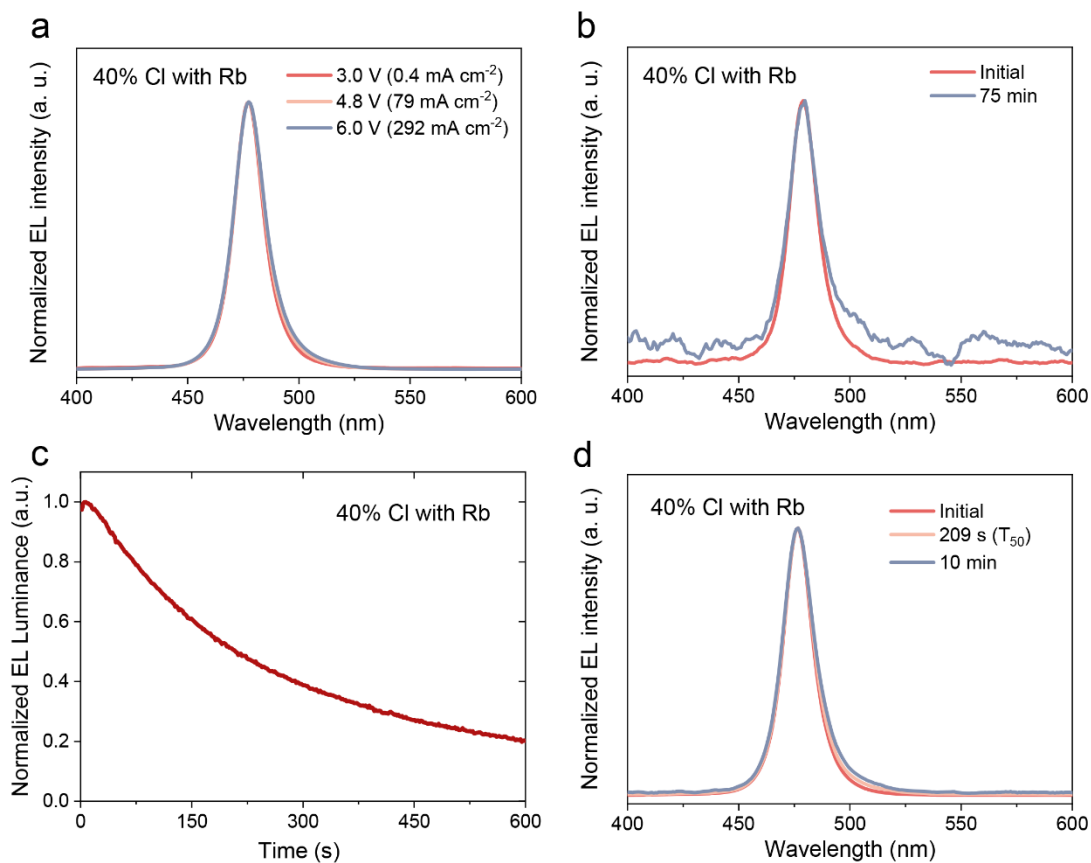 a
40% Cl with Rb
3.0 V (0.4 mA cm⁻²)
4.8 V (79 mA cm⁻²)
6.0 V (292 mA cm⁻²)
Normalized EL intensity (a. u.)
400 450 500 550 600
Wavelength (nm)
b
40% Cl with Rb
Initial
75 min
Normalized EL intensity (a. u.)
400 450 500 550 600
Wavelength (nm)
c
40% Cl with Rb
Normalized EL Luminance (a.u.)
1.0
0.8
0.6
0.4
0.2
0.0
0 150 300 450 600
Time (s)
d
40% Cl with Rb
Initial
209 s (T₅₀)
10 min
Normalized EL intensity (a. u.)
400 450 500 550 600
Wavelength (nm)